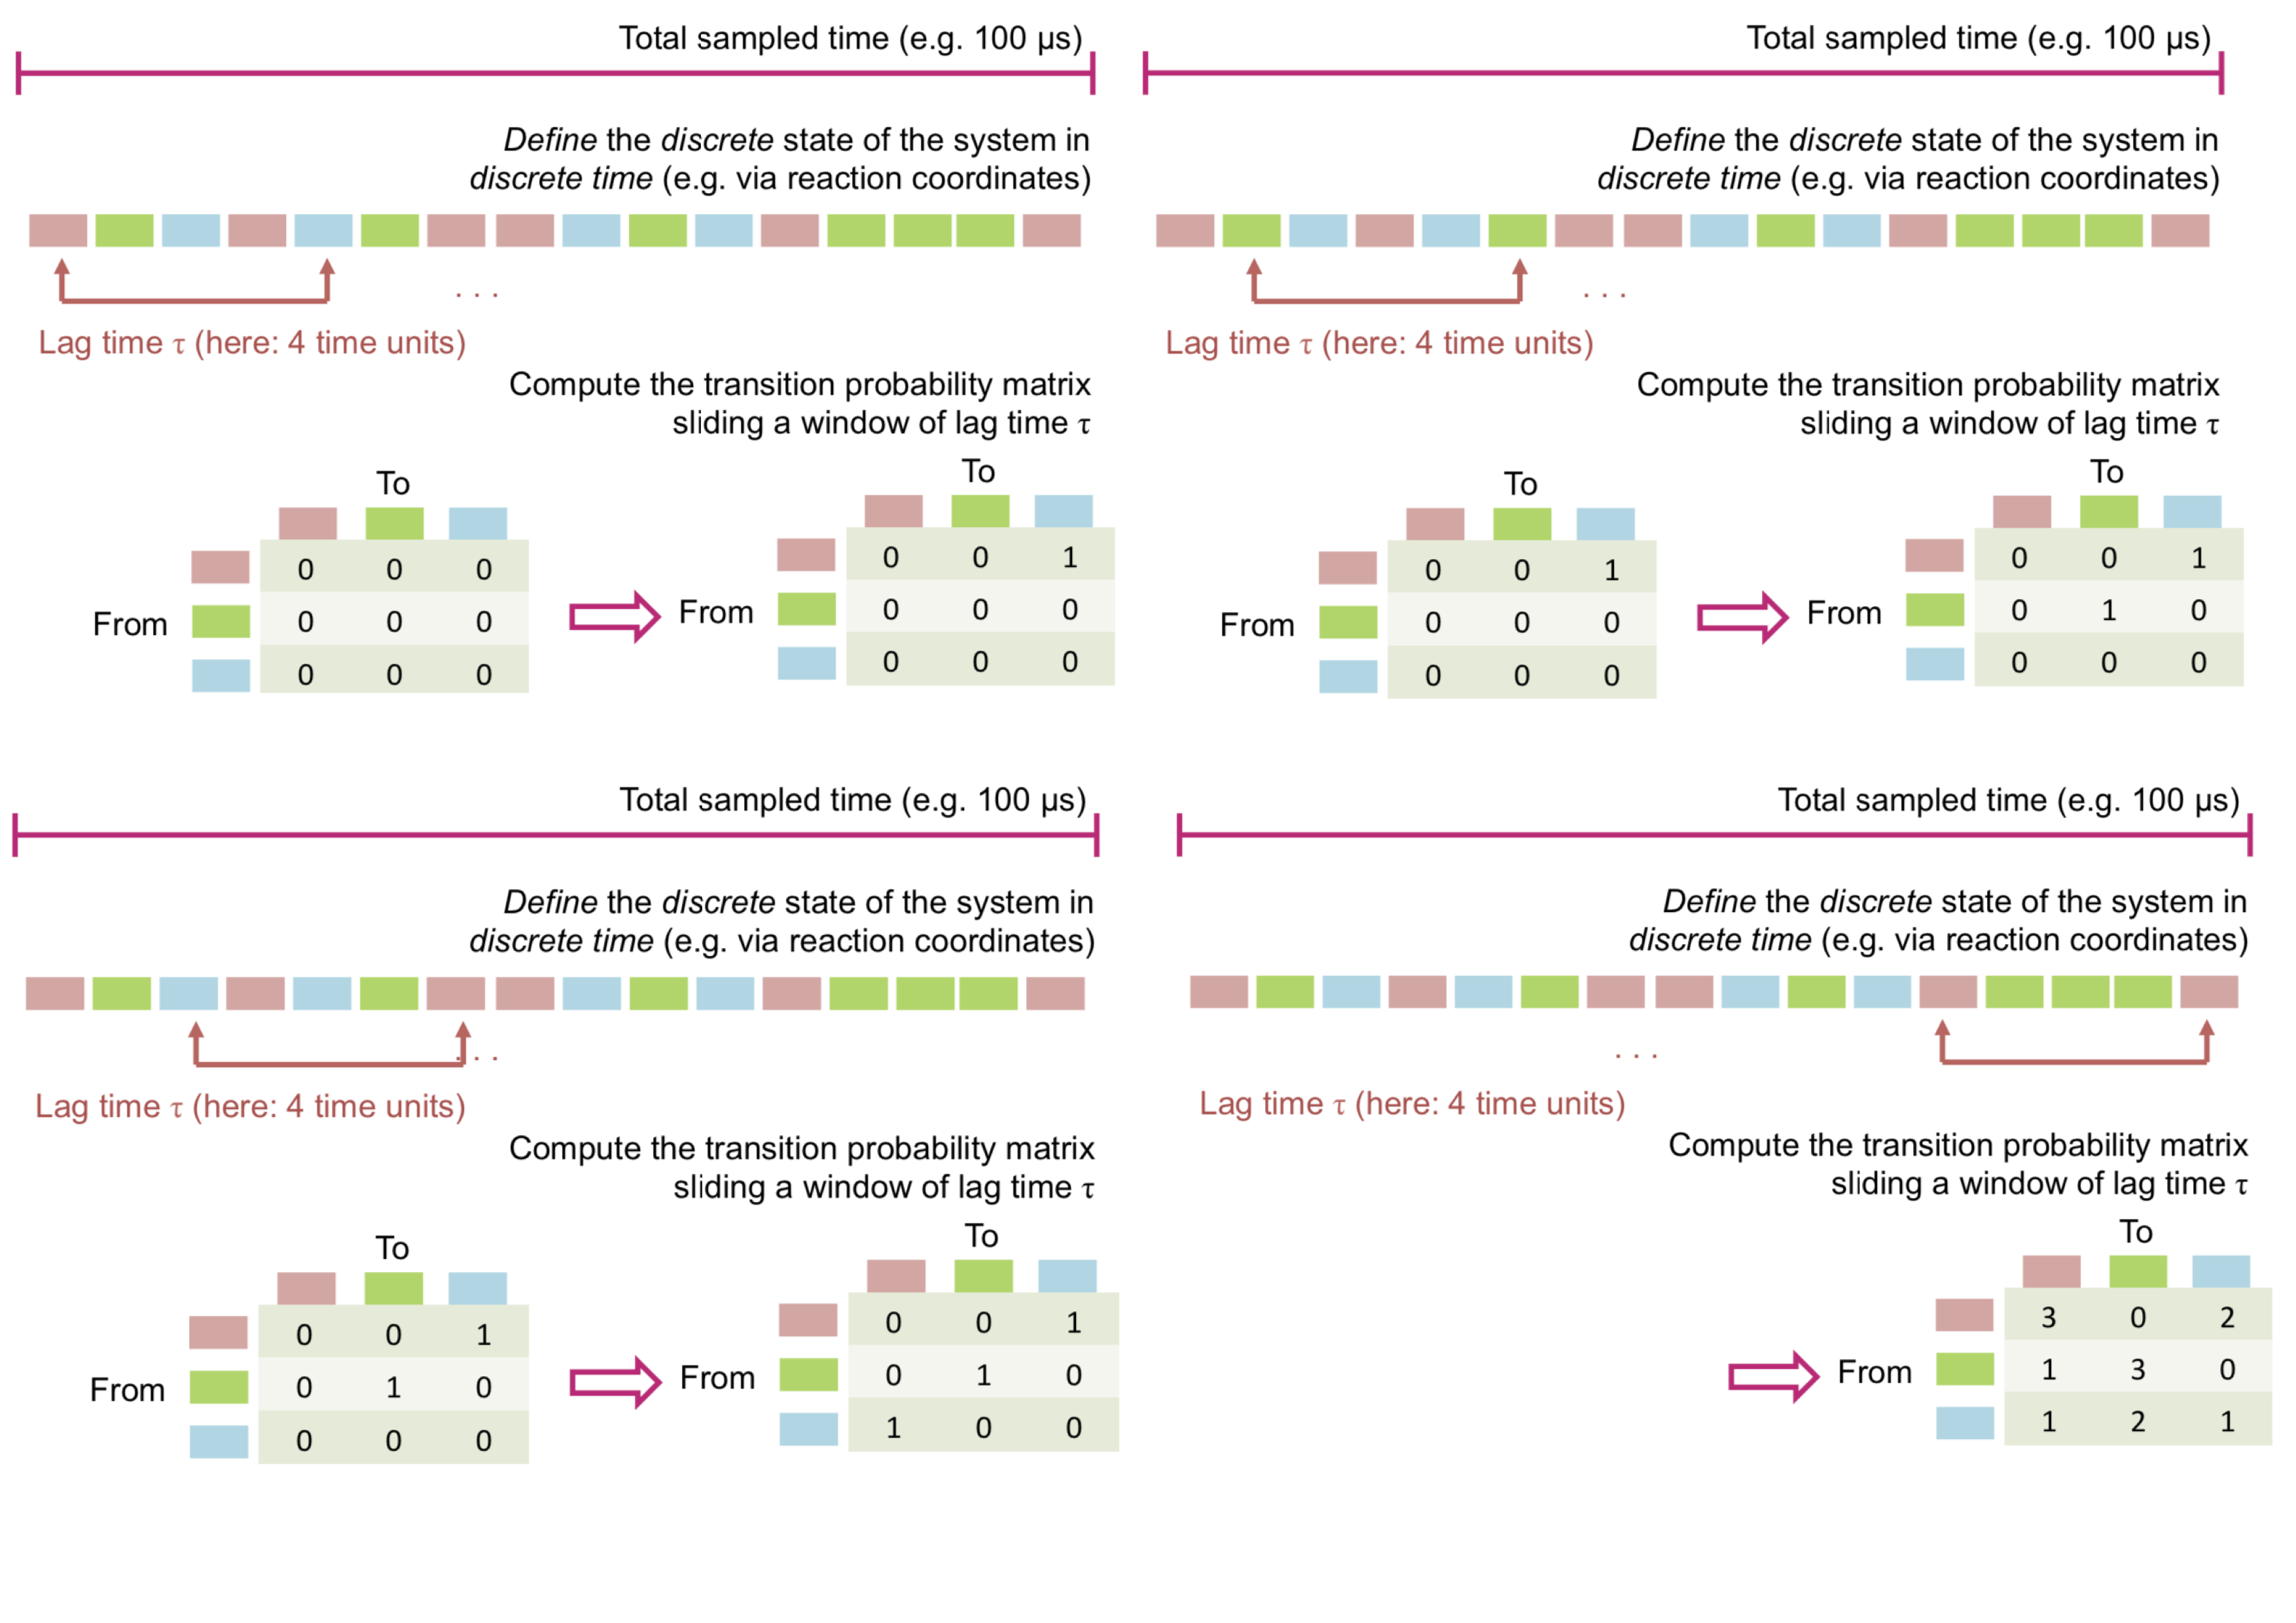 Total sampled time (e.g. 100 µs)
Define the discrete state of the system in
discrete time (e.g. via reaction coordinates)
. . .
Lag time τ (here: 4 time units)
Compute the transition probability matrix
sliding a window of lag time τ
To
0 0 0
From
0 0 0
0 0 0
To
0 0 1
From
0 0 0
0 0 0
Total sampled time (e.g. 100 µs)
Define the discrete state of the system in
discrete time (e.g. via reaction coordinates)
. . .
Lag time τ (here: 4 time units)
Compute the transition probability matrix
sliding a window of lag time τ
To
0 0 1
From
0 0 0
0 0 0
To
0 0 1
From
0 1 0
0 0 0
Total sampled time (e.g. 100 µs)
Define the discrete state of the system in
discrete time (e.g. via reaction coordinates)
. . .
Lag time τ (here: 4 time units)
Compute the transition probability matrix
sliding a window of lag time τ
To
0 0 1
From
0 1 0
0 0 0
To
0 0 1
From
0 1 0
1 0 0
Total sampled time (e.g. 100 µs)
Define the discrete state of the system in
discrete time (e.g. via reaction coordinates)
. . .
Lag time τ (here: 4 time units)
Compute the transition probability matrix
sliding a window of lag time τ
To
3 0 2
From
1 3 0
1 2 1